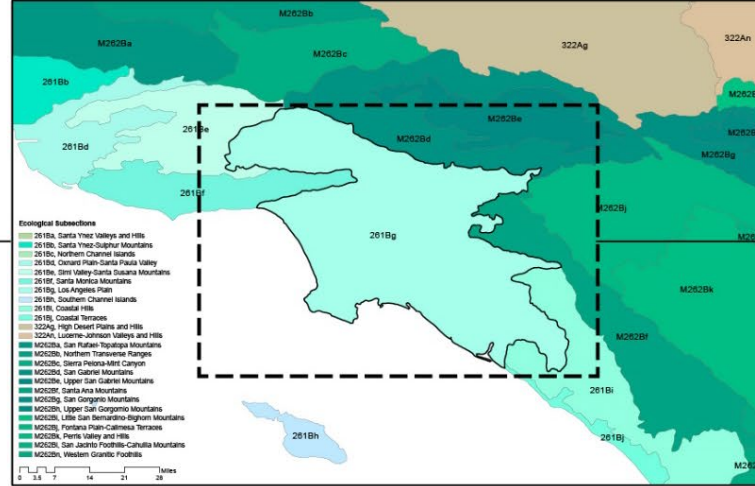 M262Ba
M262Bb
322Ag
322An
M262Bc
261Bb
M262B
261Be
M262Be
M262Bd
M262B
261Bd
M262Bg
261Bf
M262Bj
261Bg
M26
M262Bk
M262Bf
261Bi
261Bh
261Bj
M262
Ecological Subsections
261Ba, Santa Ynez Valleys and Hills
261Bb, Santa Ynez-Sulphur Mountains
261Bc, Northern Channel Islands
261Bd, Oxnard Plain-Santa Paula Valley
261Be, Simi Valley-Santa Susana Mountains
261Bf, Santa Monica Mountains
261Bg, Los Angeles Plain
261Bh, Southern Channel Islands
261Bi, Coastal Hills
261Bj, Coastal Terraces
322Ag, High Desert Plains and Hills
322An, Lucerne-Johnson Valleys and Hills
M262Ba, San Rafael-Topatopa Mountains
M262Bb, Northern Transverse Ranges
M262Bc, Sierra Pelona-Mint Canyon
M262Bd, San Gabriel Mountains
M262Be, Upper San Gabriel Mountains
M262Bf, Santa Ana Mountains
M262Bg, San Gorgonio Mountains
M262Bh, Upper San Gorgornio Mountains
M262Bi, Little San Bernardino-Bighorn Mountains
M262Bj, Fontana Plain-Calimesa Terraces
M262Bk, Perris Valley and Hills
M262Bl, San Jacinto Foothills-Cahuilla Mountains
M262Bn, Western Granitic Foothills
Miles
0 3.5 7 14 21 28